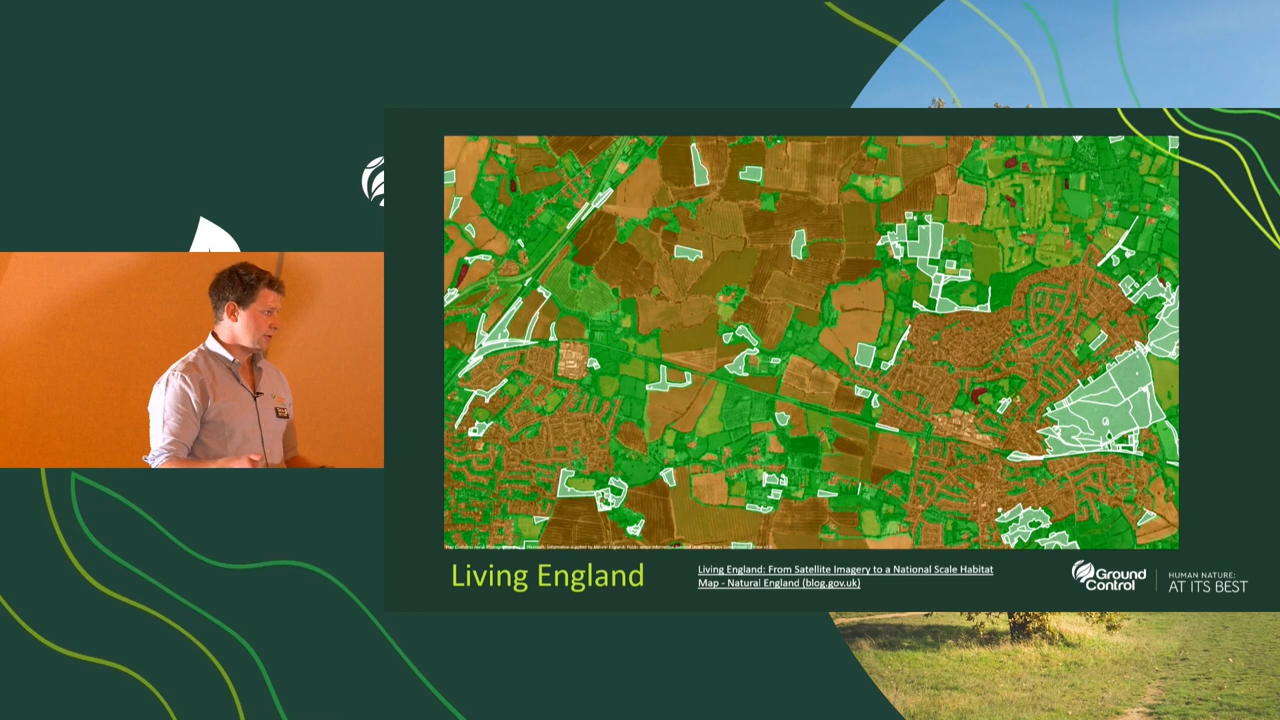 Living England
Living England: From Satellite Imagery to a National Scale Habitat
Map - Natural England (blog.gov.uk)
Ground
Control
HUMAN NATURE:
AT ITS BEST